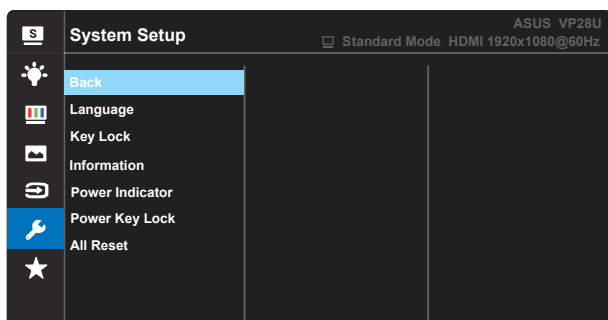 S
System Setup
ASUS VP28U
Standard Mode HDMI 1920x1080@60Hz
Back
Language
Key Lock
Information
Power Indicator
Power Key Lock
All Reset